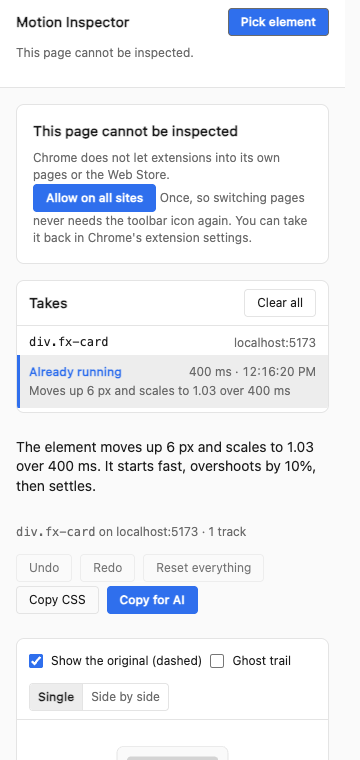 Motion Inspector
Pick element
This page cannot be inspected.
This page cannot be inspected
Chrome does not let extensions into its own
pages or the Web Store.
Allow on all sites Once, so switching pages
never needs the toolbar icon again. You can take
it back in Chrome's extension settings.
Takes
Clear all
div.fx-card
localhost:5173
Already running
400 ms · 12:16:20 PM
Moves up 6 px and scales to 1.03 over 400 ms
The element moves up 6 px and scales to 1.03
over 400 ms. It starts fast, overshoots by 10%,
then settles.
div.fx-card on localhost:5173 · 1 track
Undo
Redo
Reset everything
Copy CSS
Copy for AI
Show the original (dashed)
Ghost trail
Single
Side by side